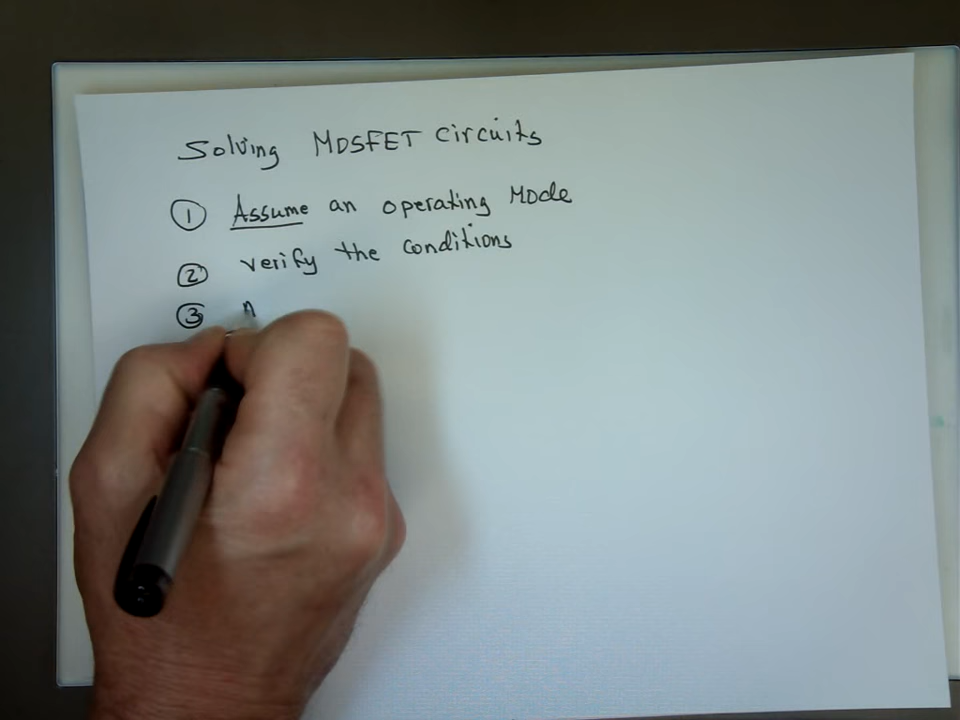 Solving MOSFET circuits
① Assume an operating Mode
② verify the conditions
③